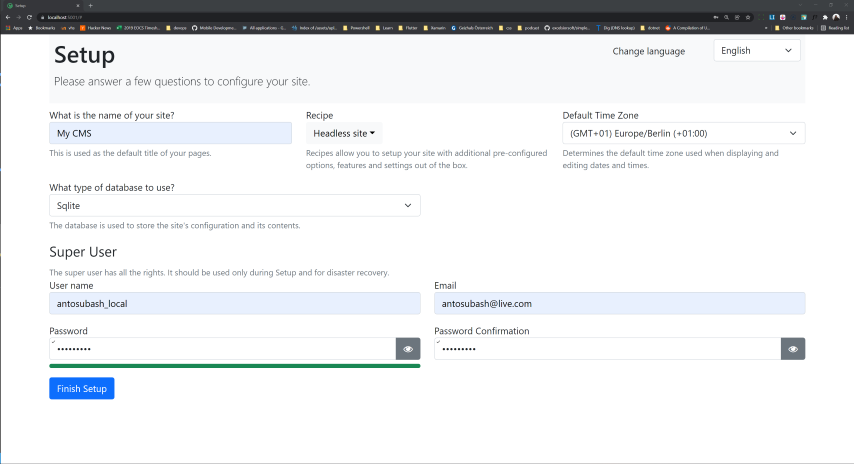 Setup
localhost
Apps
Bookmarks
Hacker News
devops
Mobile Developme...
All applications - G...
Index of /assets/epi...
Powershell
Learn
Flutter
Xamarin
css
podcast
Dig (DNS lookup)
dotnet
A Compilation of U...
Other bookmarks
Reading list
Setup
Change language
English
Please answer a few questions to configure your site.
What is the name of your site?
Recipe
Default Time Zone
My CMS
Headless site
(GMT+01) Europe/Berlin (+01:00)
This is used as the default title of your pages.
Recipes allow you to setup your site with additional pre-configured
options, features and settings out of the box.
Determines the default time zone used when displaying and
editing dates and times.
What type of database to use?
Sqlite
The database is used to store the site's configuration and its contents.
Super User
The super user has all the rights. It should be used only during Setup and for disaster recovery.
User name
Email
antosubash_local
antosubash@live.com
Password
Password Confirmation
•••••••••
•••••••••
Finish Setup